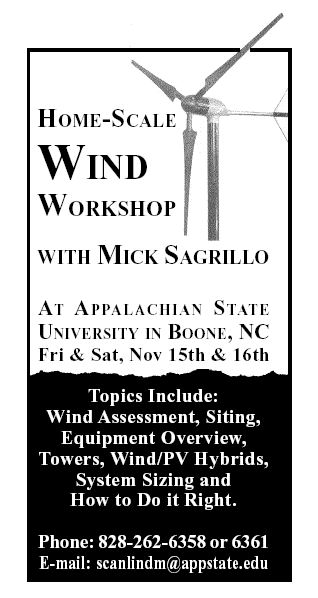 Home-Scale
Wind
Workshop
with Mick Sagrillo
At Appalachian State
University in Boone, NC
Fri & Sat, Nov 15th & 16th
Topics Include:
Wind Assessment, Siting,
Equipment Overview,
Towers, Wind/PV Hybrids,
System Sizing and
How to Do it Right.
Phone: 828-262-6358 or 6361
E-mail: scanlindm@appstate.edu